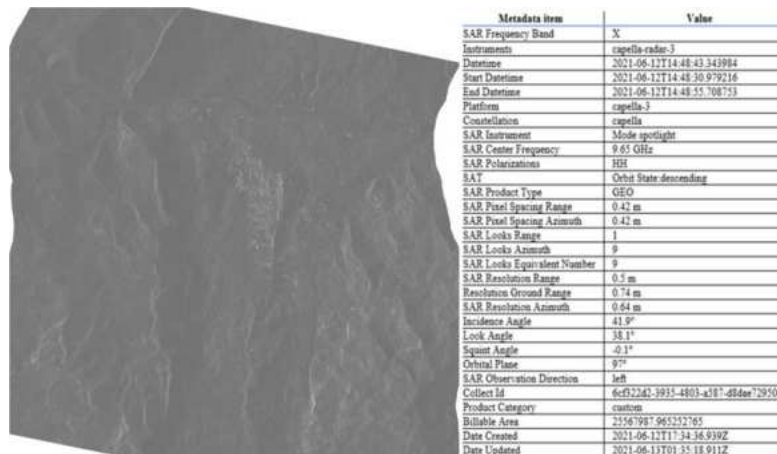 Metadata item Value
SAR Frequency Band X
Instruments capella-radar-3
Datetime 2021-06-12T14:48:43.343984
Start Datetime 2021-06-12T14:48:30.979216
End Datetime 2021-06-12T14:48:55.708753
Platform capella-3
Constellation capella
SAR Instrument Mode spotlight
SAR Center Frequency 9.65 GHz
SAR Polarizations HH
SAT Orbit State:descending
SAR Product Type GEO
SAR Pixel Spacing Range 0.42 m
SAR Pixel Spacing Azimuth 0.42 m
SAR Looks Range 1
SAR Looks Azimuth 9
SAR Looks Equivalent Number 9
SAR Resolution Range 0.5 m
Resolution Ground Range 0.74 m
SAR Resolution Azimuth 0.64 m
Incidence Angle 41.9°
Look Angle 38.1°
Squint Angle -0.1°
Orbital Plane 97°
SAR Observation Direction left
Collect Id 6cf322d2-3935-4803-a587-d8dae72950
Product Category custom
Billable Area 25567987.965252765
Date Created 2021-06-12T17:34:36.939Z
Date Updated 2021-06-13T01:35:18.911Z